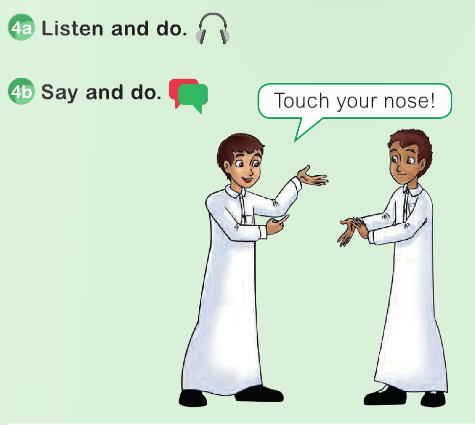 4a Listen and do.
4b Say and do.
Touch your nose!